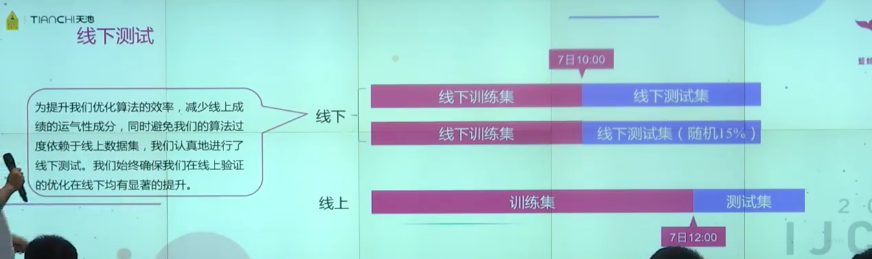 TIANCHI天池
线下测试
7日10:00
为提升我们优化算法的效率，减少线上成
绩的运气性成分，同时避免我们的算法过
度依赖于线上数据集，我们认真地进行了
线下测试。我们始终确保我们在线上验证
的优化在线下均有显著的提升。
线下
线下训练集 线下测试集
线下训练集 线下测试集（随机15%）
线上
训练集 测试集
7日12:00
2
IJC